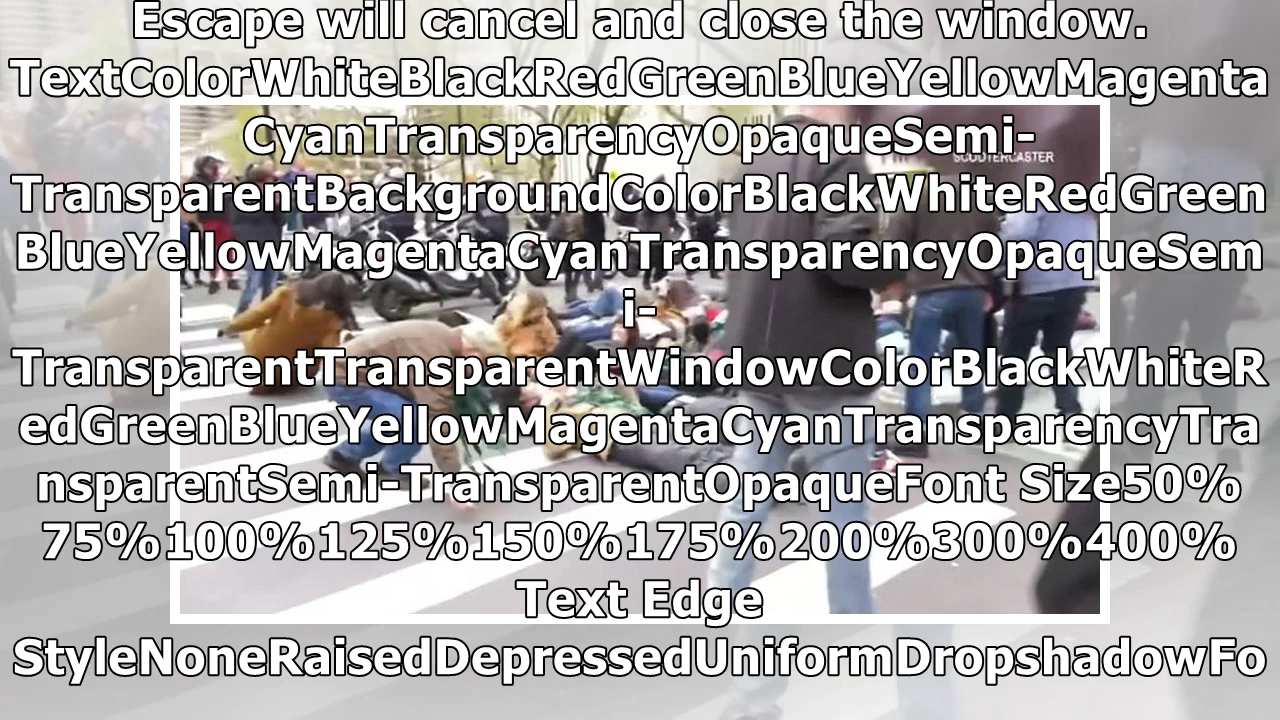 Escape will cancel and close the window.
TextColorWhiteBlackRedGreenBlueYellowMagenta
CyanTransparencyOpaqueSemi-
SCOOTERCASTER
TransparentBackgroundColorBlackWhiteRedGreen
BlueYellowMagentaCyanTransparencyOpaqueSem
i-
TransparentTransparentWindowColorBlackWhiteR
edGreenBlueYellowMagentaCyanTransparencyTra
nsparentSemi-TransparentOpaqueFont Size50%
75%100%125%150%175%200%300%400%
Text Edge
StyleNoneRaisedDepressedUniformDropshadowFo